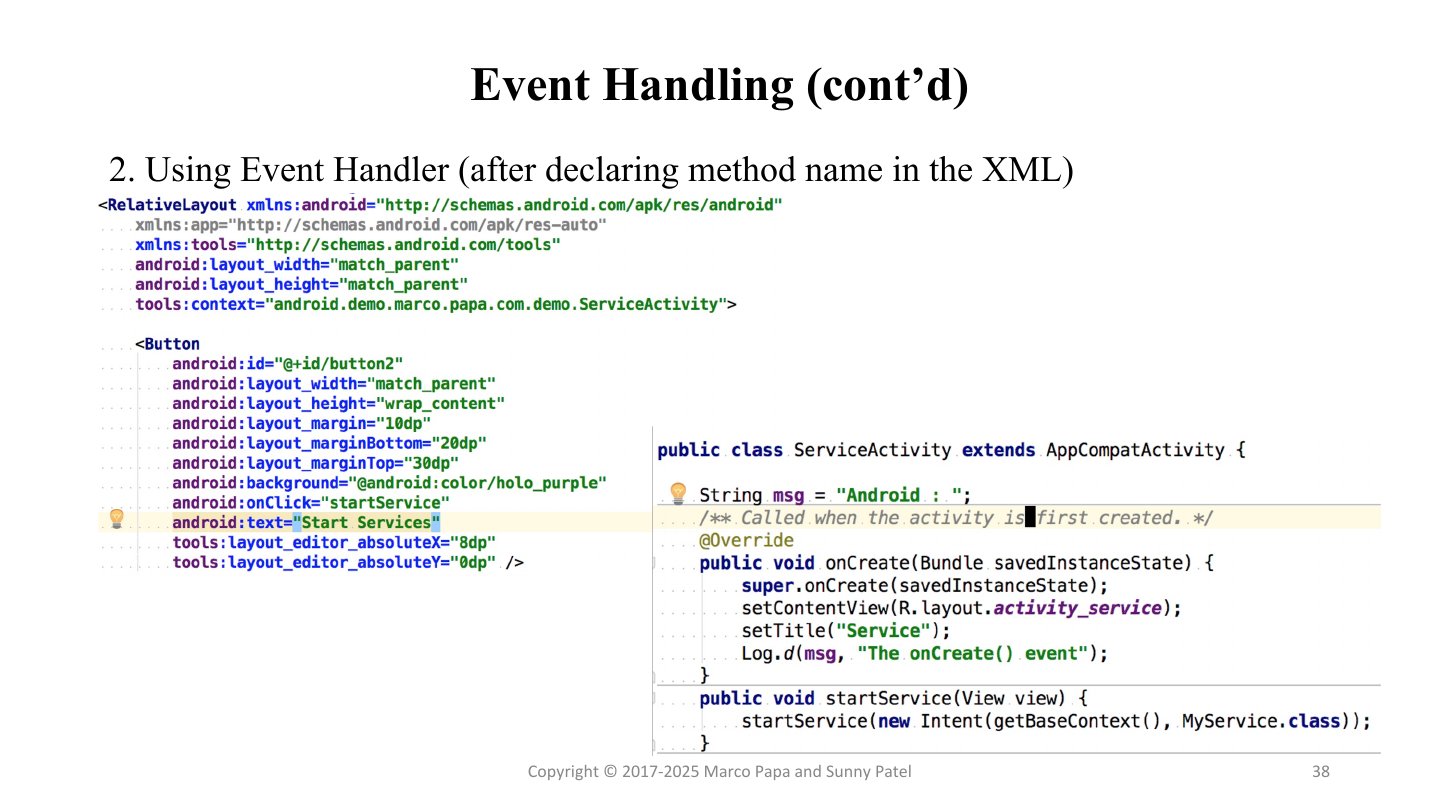 Event Handling (cont’d)
2. Using Event Handler (after declaring method name in the XML)
<RelativeLayout xmlns:android="http://schemas.android.com/apk/res/android"
xmlns:app="http://schemas.android.com/apk/res-auto"
xmlns:tools="http://schemas.android.com/tools"
android:layout_width="match_parent"
android:layout_height="match_parent"
tools:context="android.demo.marco.papa.com.demo.ServiceActivity">
<Button
android:id="@+id/button2"
android:layout_width="match_parent"
android:layout_height="wrap_content"
android:layout_margin="10dp"
android:layout_marginBottom="20dp"
android:layout_marginTop="30dp"
android:background="@android:color/holo_purple"
android:onClick="startService"
android:text="Start Services"
tools:layout_editor_absoluteX="8dp"
tools:layout_editor_absoluteY="0dp" />
public class ServiceActivity extends AppCompatActivity {
String msg = "Android : ";
/** Called when the activity is first created. */
@Override
public void onCreate(Bundle savedInstanceState) {
super.onCreate(savedInstanceState);
setContentView(R.layout.activity_service);
setTitle("Service");
Log.d(msg, "The onCreate() event");
}
public void startService(View view) {
startService(new Intent(getBaseContext(), MyService.class));
}
Copyright © 2017-2025 Marco Papa and Sunny Patel
38